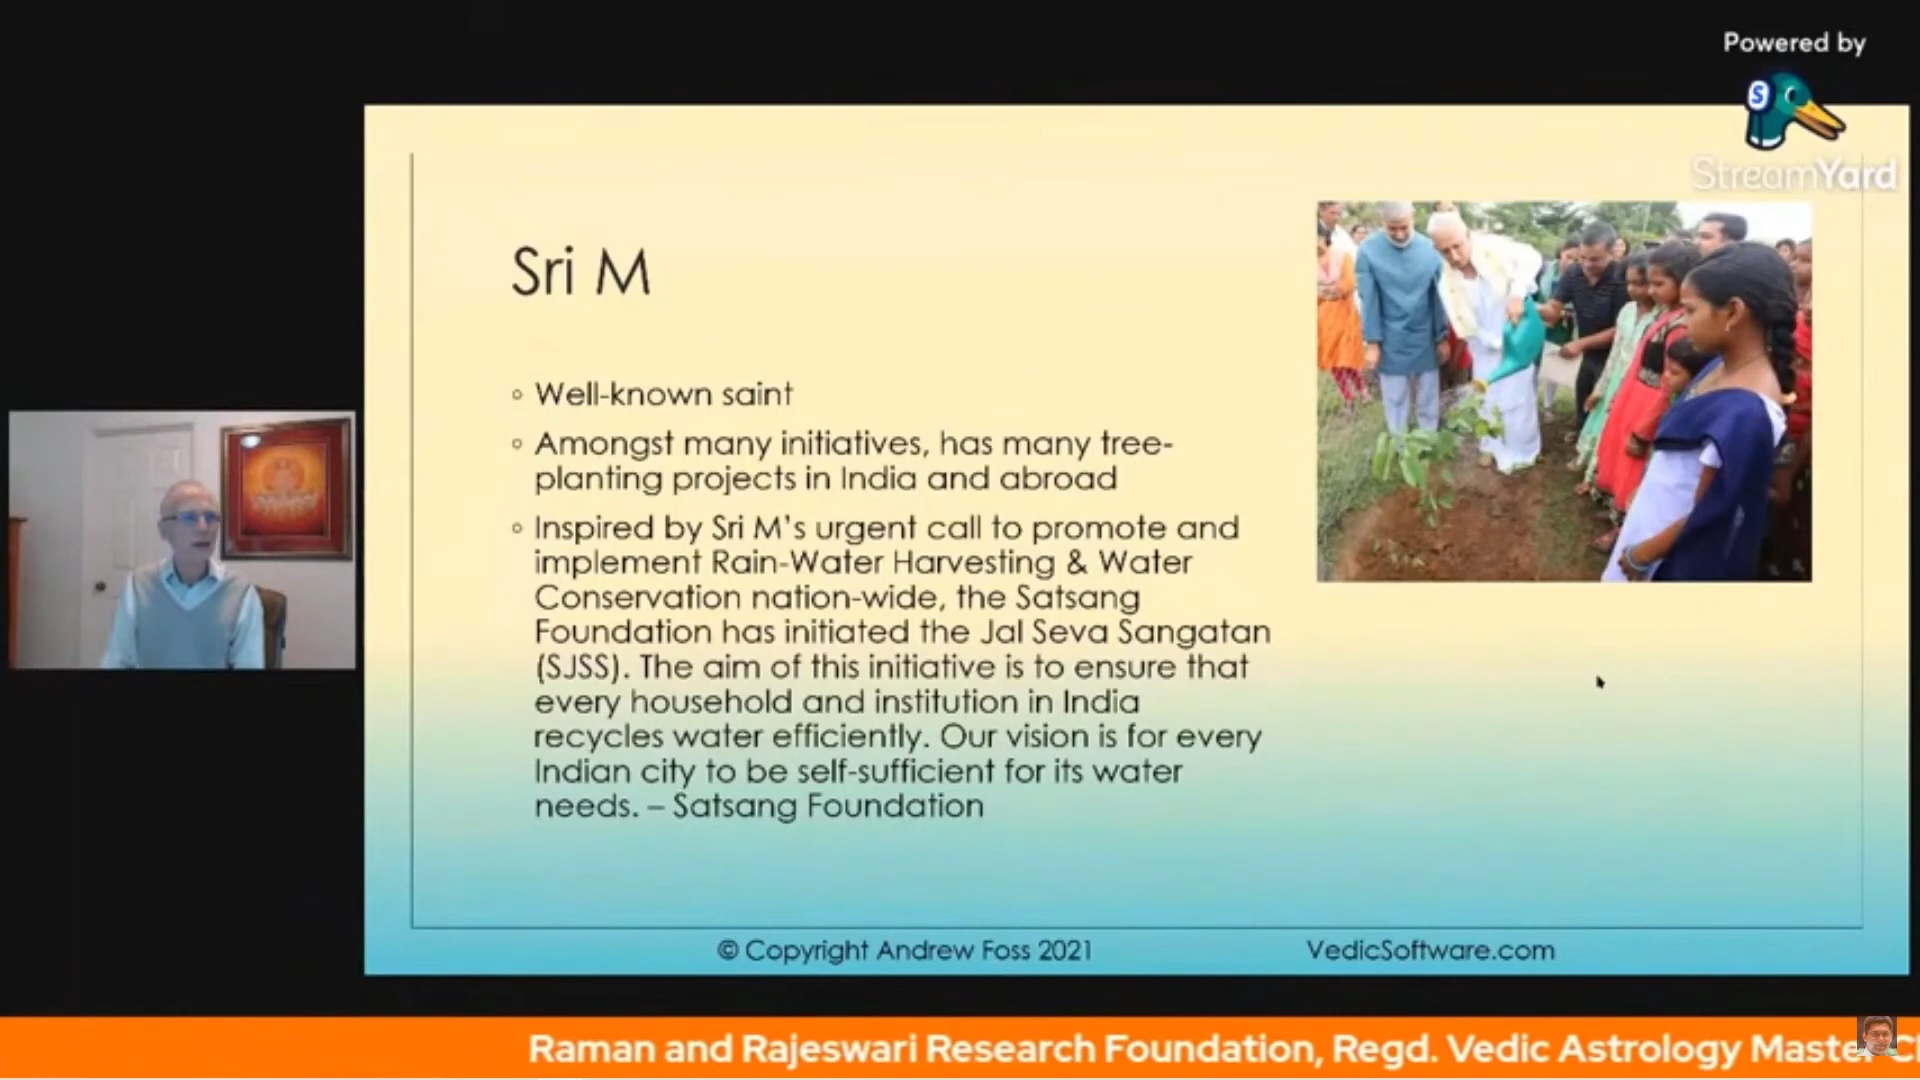 Powered by
S
StreamYard
Sri M
Well-known saint
Amongst many initiatives, has many tree-
planting projects in India and abroad
Inspired by Sri M's urgent call to promote and
implement Rain-Water Harvesting & Water
Conservation nation-wide, the Satsang
Foundation has initiated the Jal Seva Sangatan
(SJSS). The aim of this initiative is to ensure that
every household and institution in India
recycles water efficiently. Our vision is for every
Indian city to be self-sufficient for its water
needs. – Satsang Foundation
© Copyright Andrew Foss 2021
VedicSoftware.com
Raman and Rajeswari Research Foundation, Regd. Vedic Astrology